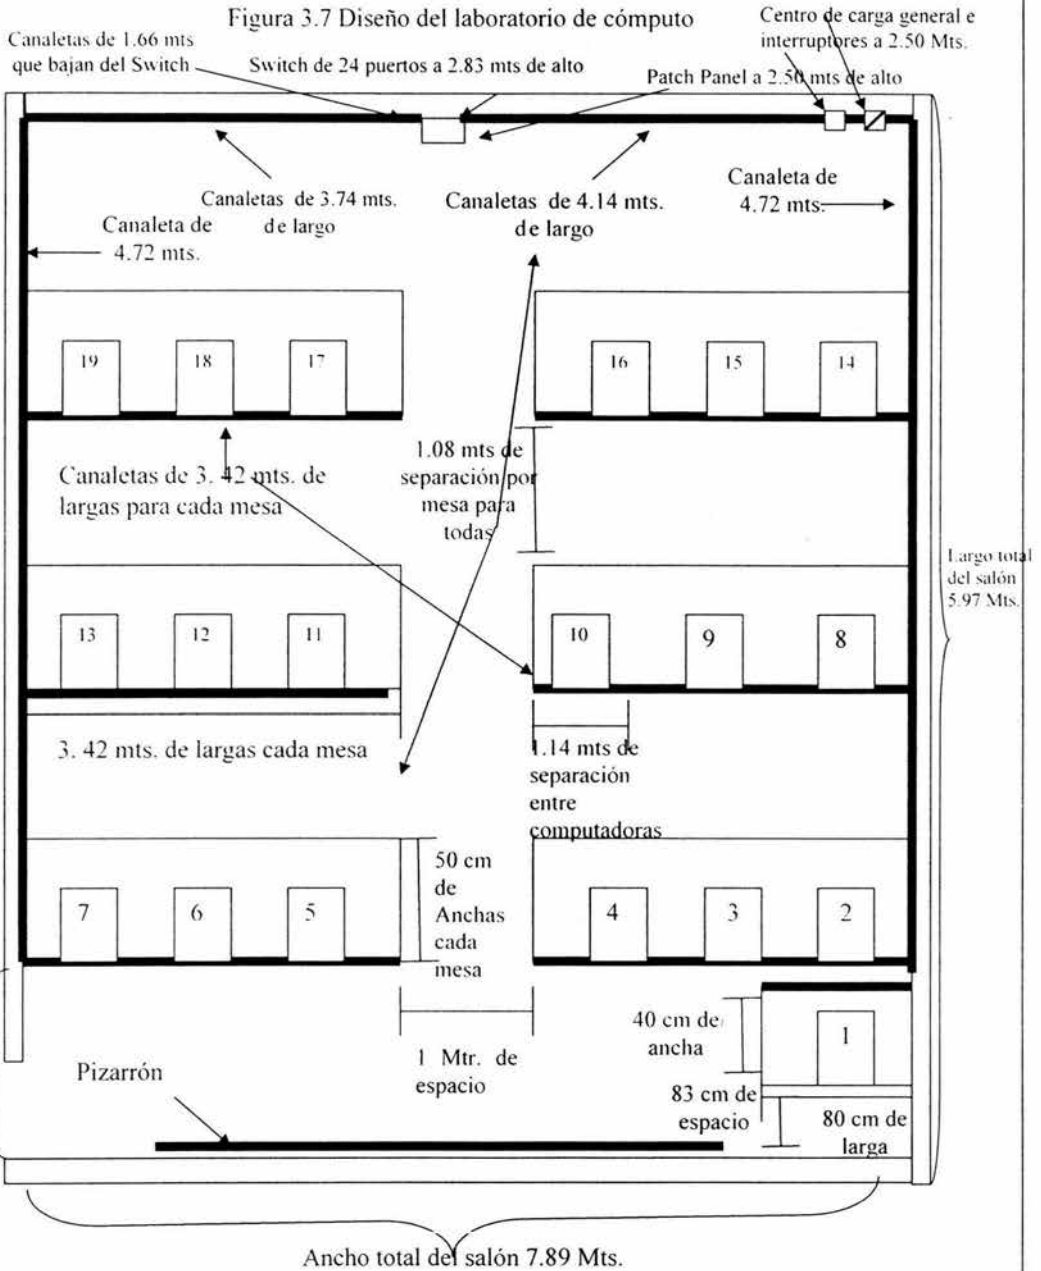 Figura 3.7 Diseño del laboratorio de cómputo
Centro de carga general e
interruptores a 2.50 Mts.
Canaletas de 1.66 mts
que bajan del Switch
Switch de 24 puertos a 2.83 mts de alto
Patch Panel a 2.50 mts de alto
Canaletas de 3.74 mts.
de largo
Canaletas de 4.14 mts.
de largo
Canaleta de
4.72 mts.
Canaleta de
4.72 mts.
19
18
17
16
15
14
Canaletas de 3. 42 mts. de
largas para cada mesa
1.08 mts de
separación por
mesa para
todas
Largo total
del salón
5.97 Mts.
13
12
11
10
9
8
3. 42 mts. de largas cada mesa
1.14 mts de
separación
entre
computadoras
7
6
5
50 cm
de
Anchas
cada
mesa
4
3
2
1 Mtr. de
espacio
40 cm de
ancha
1
83 cm de
espacio
80 cm de
larga
Pizarrón
Ancho total del salón 7.89 Mts.